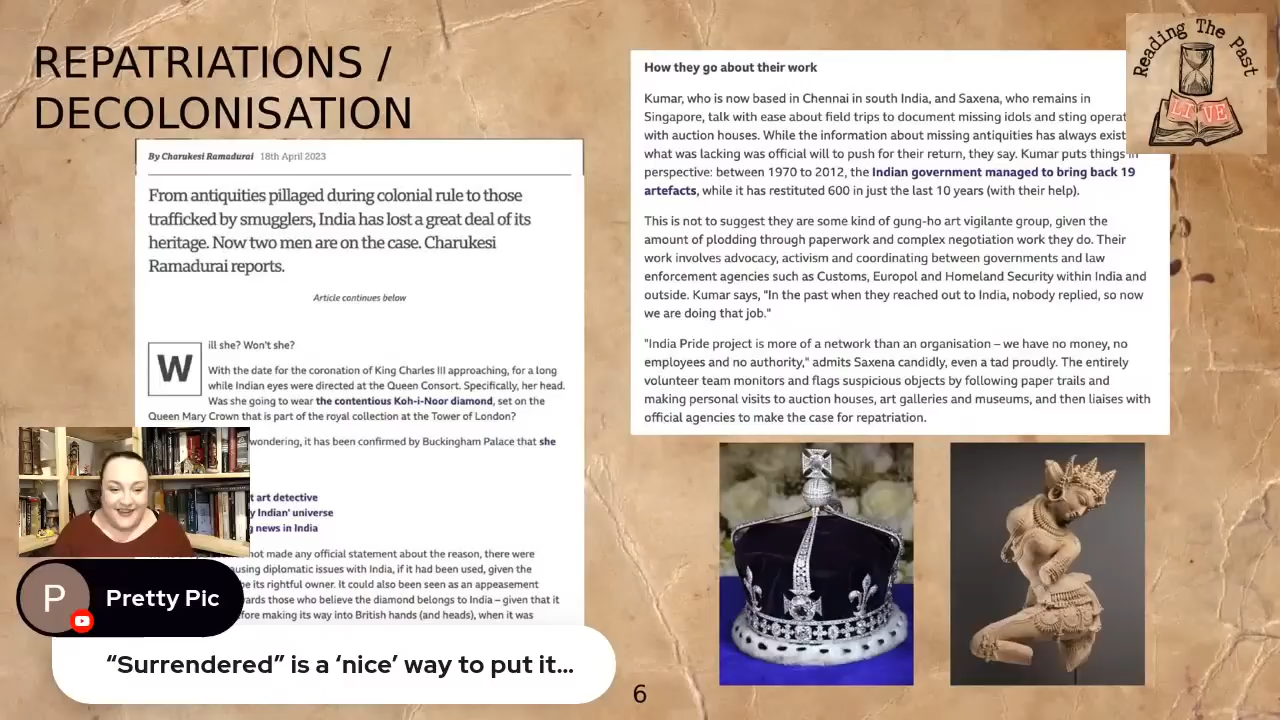 REPATRIATIONS /
DECOLONISATION
By Charukesi Ramadurai 18th April 2023
From antiquities pillaged during colonial rule to those
trafficked by smugglers, India has lost a great deal of its
heritage. Now two men are on the case. Charukesi
Ramadurai reports.
Article continues below
W
ill she? Won't she?
With the date for the coronation of King Charles III approaching, for a long
while Indian eyes were directed at the Queen Consort. Specifically, her head.
Was she going to wear the contentious Koh-i-Noor diamond, set on the
Queen Mary Crown that is part of the royal collection at the Tower of London?
wondering, it has been confirmed by Buckingham Palace that she
art detective
Indian' universe
news in India
not made any official statement about the reason, there were
causing diplomatic issues with India, if it had been used, given the
be its rightful owner. It could also been seen as an appeasement
those who believe the diamond belongs to India – given that it
making its way into British hands (and heads), when it was
P
Pretty Pic
“Surrendered” is a ‘nice’ way to put it...
How they go about their work
Kumar, who is now based in Chennai in south India, and Saxena, who remains in
Singapore, talk with ease about field trips to document missing idols and sting operat
with auction houses. While the information about missing antiquities has always exist
what was lacking was official will to push for their return, they say. Kumar puts things in
perspective: between 1970 to 2012, the Indian government managed to bring back 19
artefacts, while it has restituted 600 in just the last 10 years (with their help).
This is not to suggest they are some kind of gung-ho art vigilante group, given the
amount of plodding through paperwork and complex negotiation work they do. Their
work involves advocacy, activism and coordinating between governments and law
enforcement agencies such as Customs, Europol and Homeland Security within India and
outside. Kumar says, "In the past when they reached out to India, nobody replied, so now
we are doing that job."
"India Pride project is more of a network than an organisation – we have no money, no
employees and no authority," admits Saxena candidly, even a tad proudly. The entirely
volunteer team monitors and flags suspicious objects by following paper trails and
making personal visits to auction houses, art galleries and museums, and then liaises with
official agencies to make the case for repatriation.
Reading The Past
LIVE
6